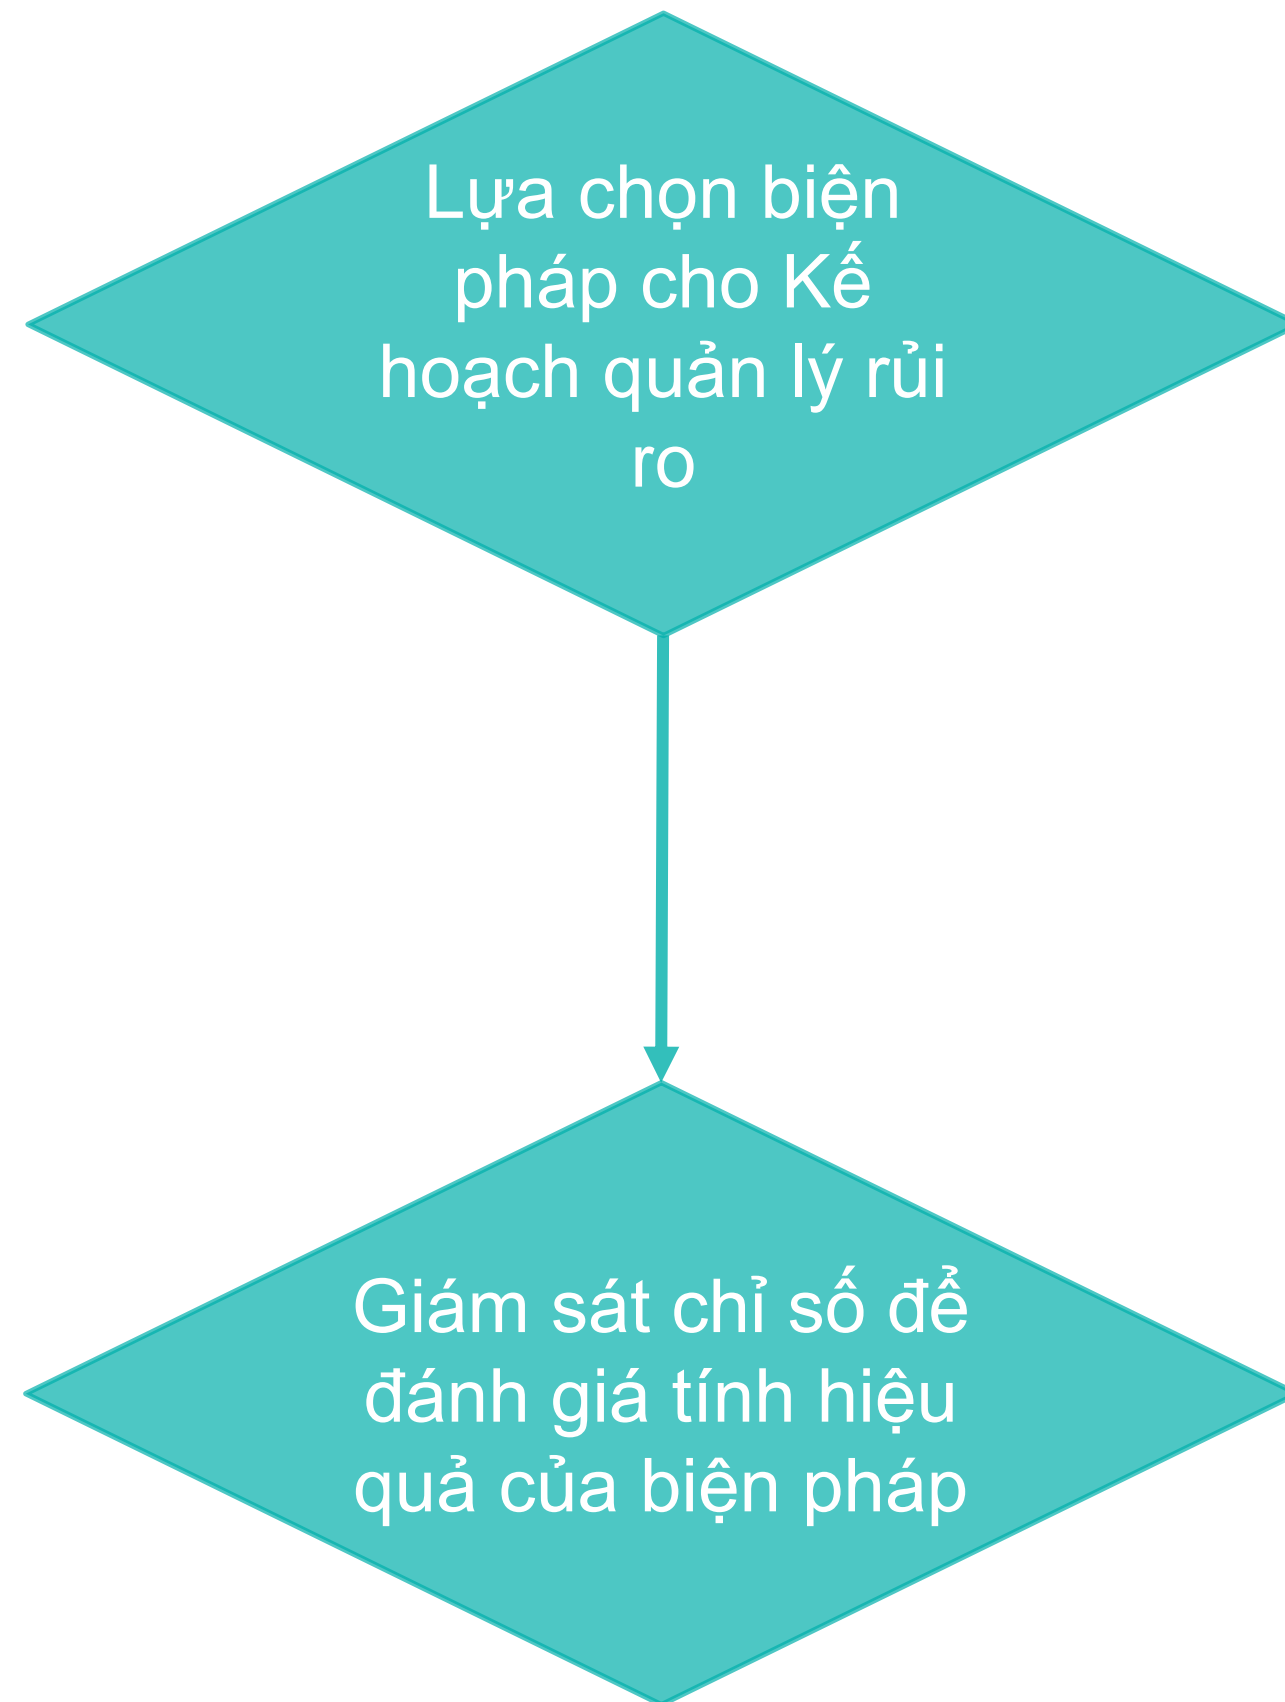 Lựa chọn biện
pháp cho Kế
hoạch quản lý rủi
ro
Giám sát chỉ số để
đánh giá tính hiệu
quả của biện pháp